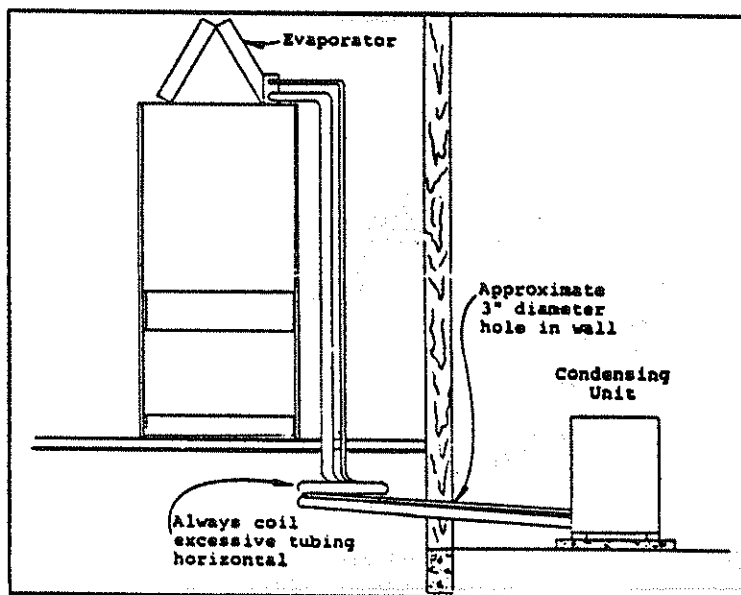 Evaporator
Approximate
3" diameter
hole in wall
Condensing
Unit
Always coil
excessive tubing
horizontal